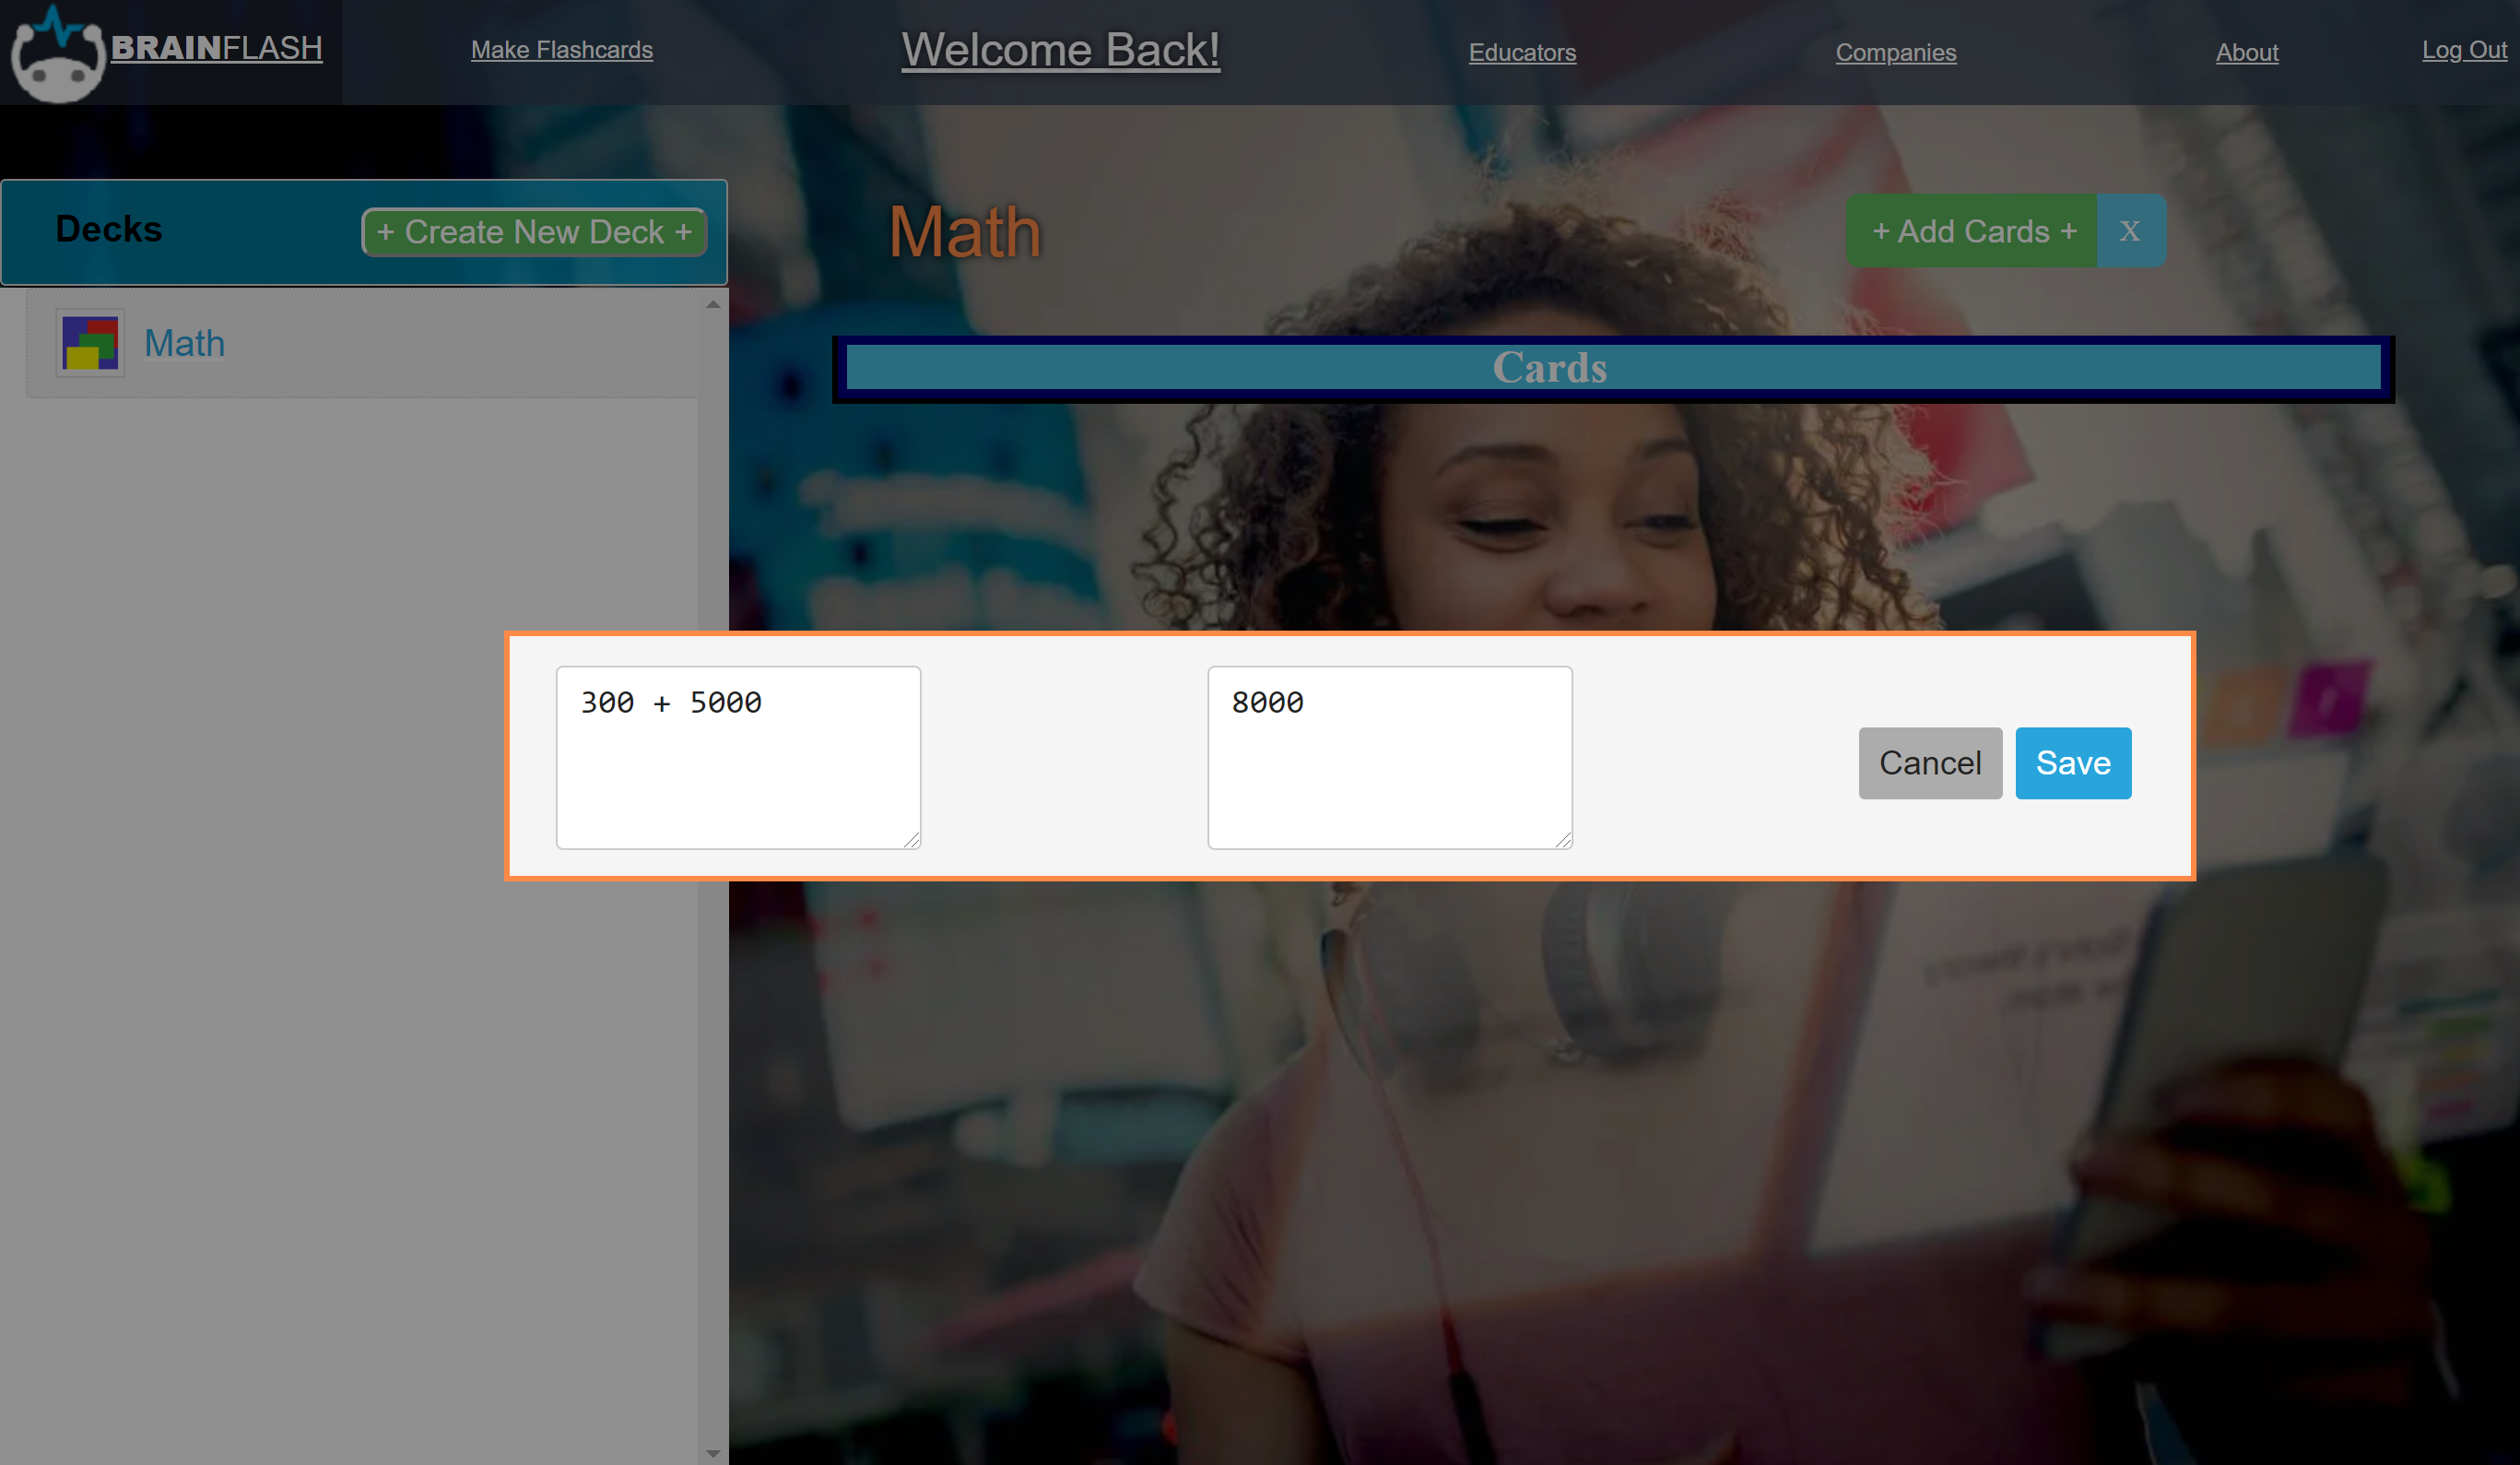 BRAINFLASH
Make Flashcards
Welcome Back!
Educators
Companies
About
Log Out
Decks
+ Create New Deck +
Math
Math
+ Add Cards +
X
Cards
300 + 5000
8000
Cancel
Save